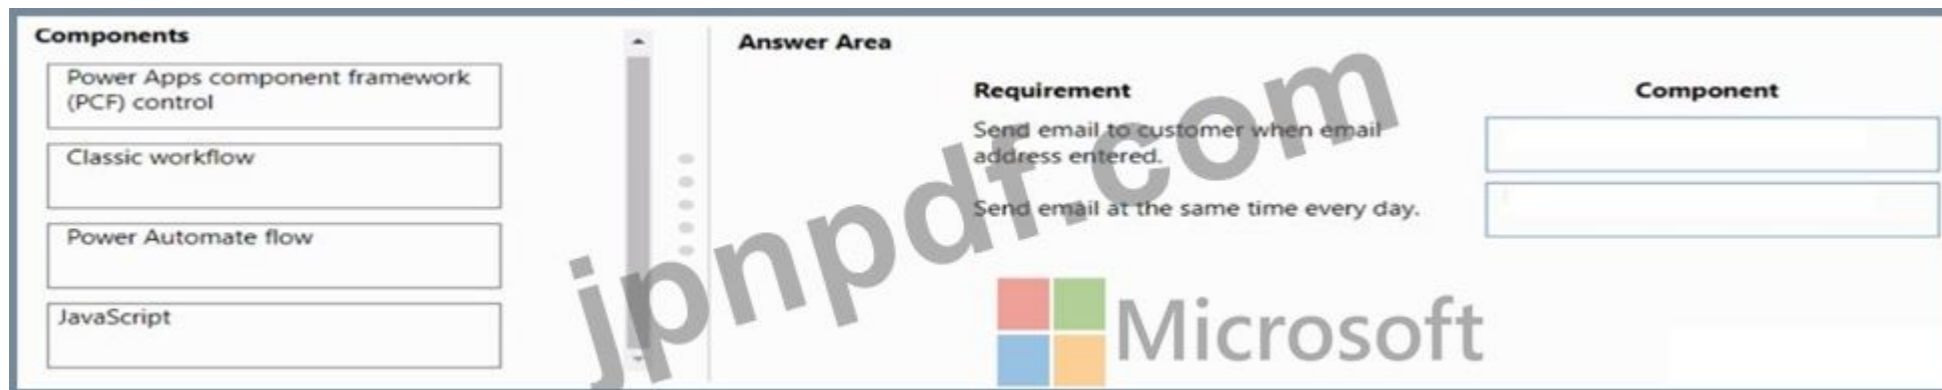 Components
Power Apps component framework
(PCF) control
Classic workflow
Power Automate flow
JavaScript
Answer Area
Requirement
Component
Send email to customer when email
address entered.
Send email at the same time every day.
jpnpdf.com
Microsoft